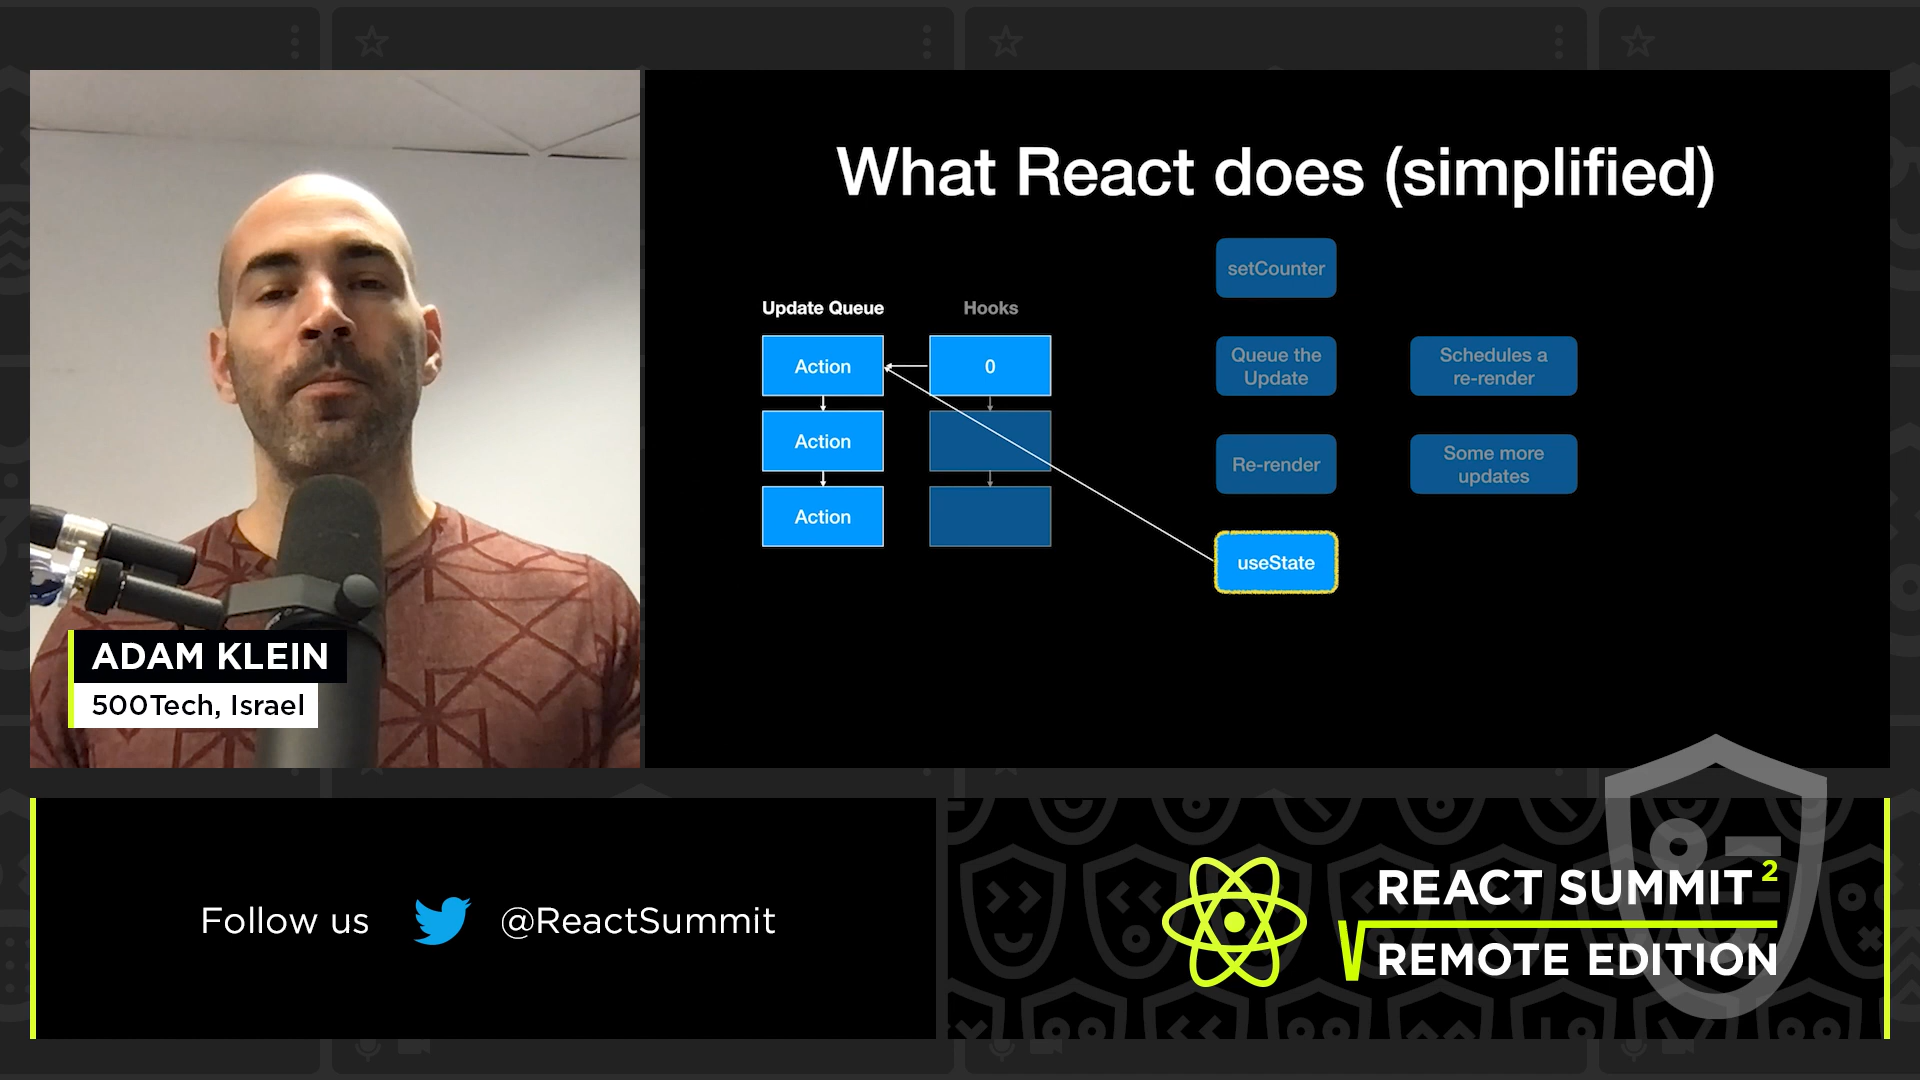 What React does (simplified)
setCounter
Update Queue
Hooks
Action
0
Queue the
Update
Schedules a
re-render
Action
Re-render
Some more
updates
Action
useState
ADAM KLEIN
500Tech, Israel
Follow us
@ReactSummit
REACT SUMMIT 2
REMOTE EDITION